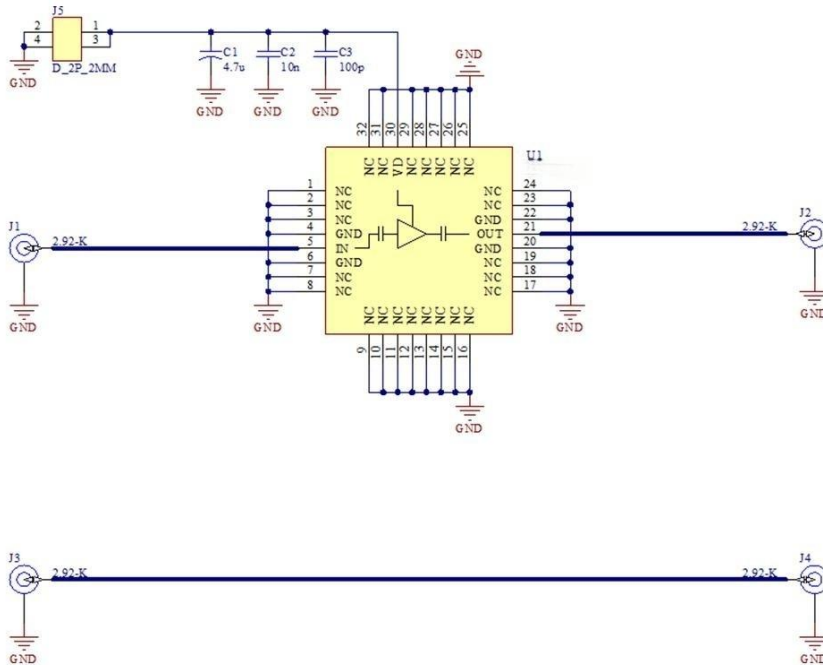 J5
2 1
4 3
D_2P_2MM
GND
C1
4.7u
GND
C2
10n
GND
C3
100p
GND
GND
32 31 30 29 28 27 26 25
NC NC VD NC NC NC NC NC
U1
1 NC
2 NC
3 NC
4 GND
5 IN
6 GND
7 NC
8 NC
NC 24
NC 23
GND 22
OUT 21
GND 20
NC 19
NC 18
NC 17
NC NC NC NC NC NC NC NC
9 10 11 12 13 14 15 16
GND
GND
GND
J1
2.92-K
GND
J2
2.92-K
GND
J3
2.92-K
GND
J4
2.92-K
GND